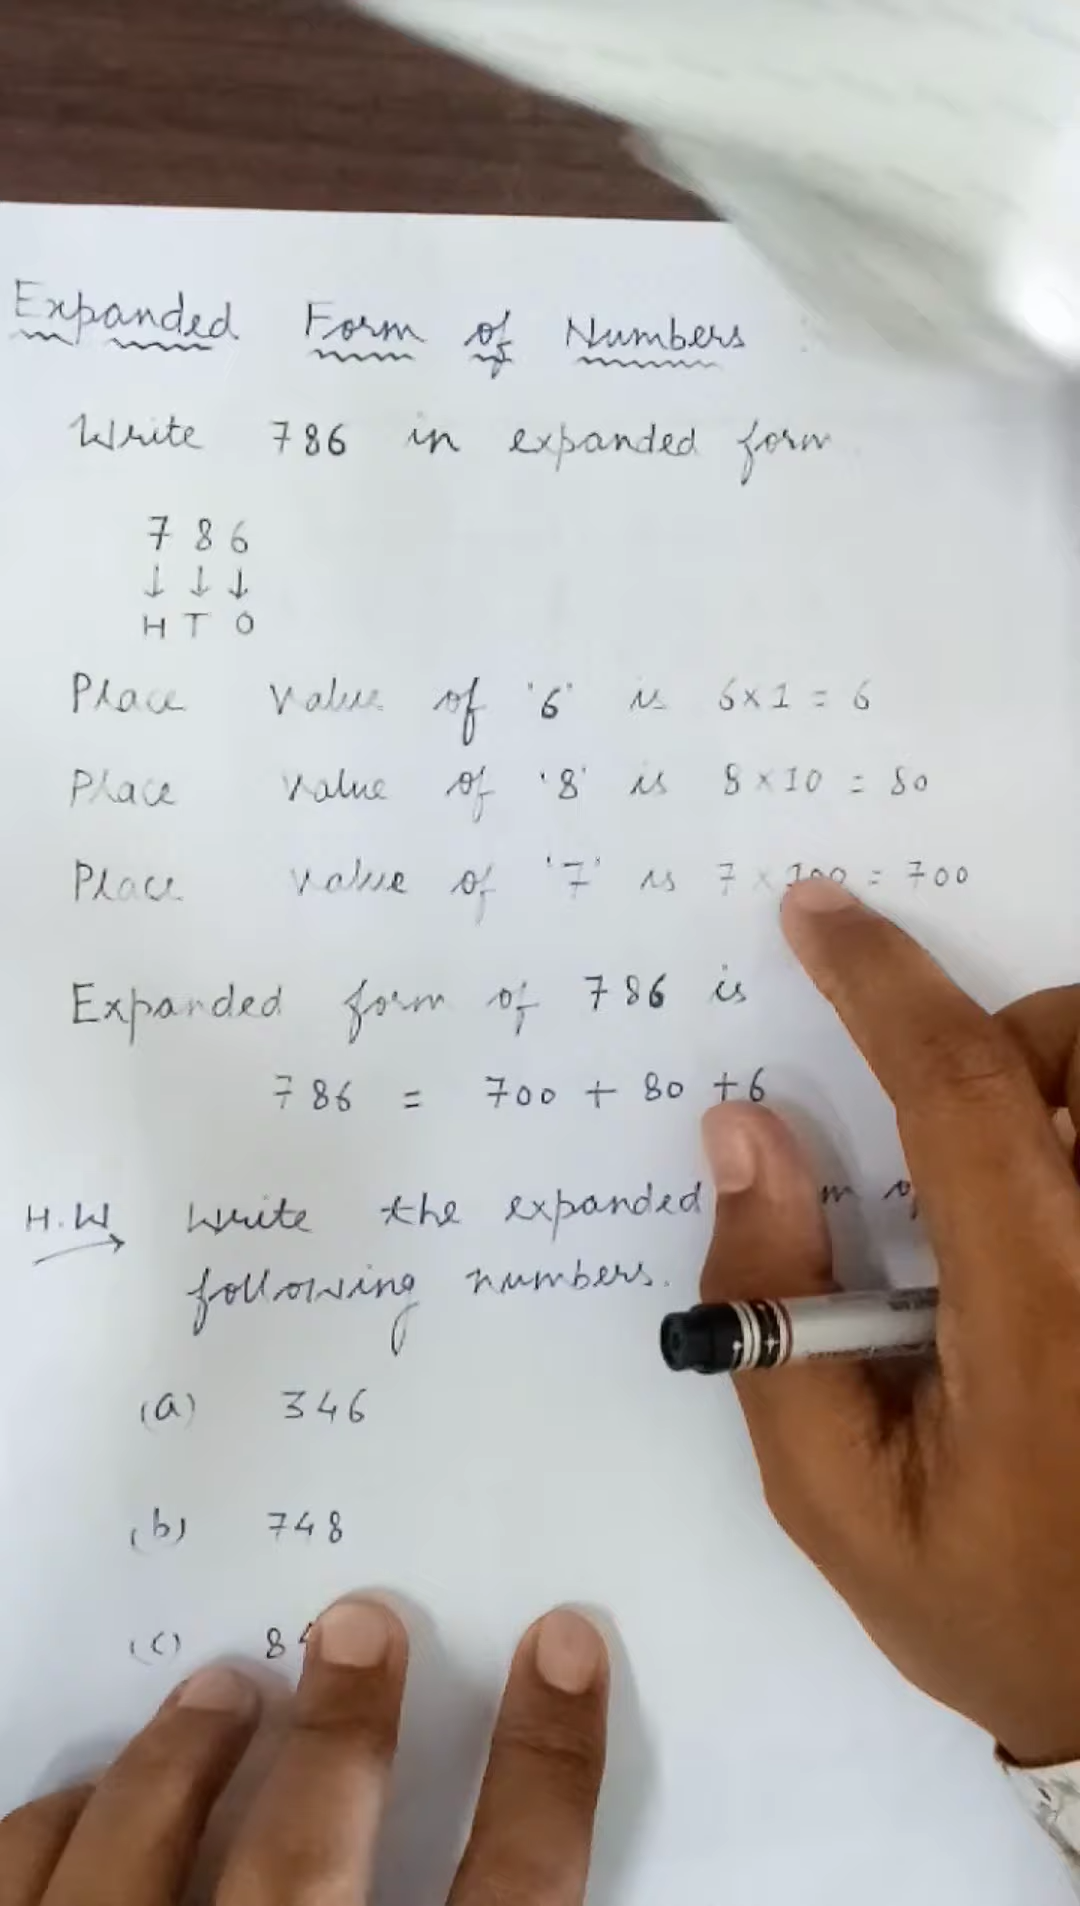 Expanded Form of Numbers
Write 786 in expanded form
7 8 6
↓ ↓ ↓
H T O
Place value of '6' is 6×1 = 6
Place value of '8' is 8×10 = 80
Place value of '7' is 7×100 = 700
Expanded form of 786 is
786 = 700 + 80 + 6
H.W → Write the expanded
following numbers.
(a) 346
(b) 748
(c)